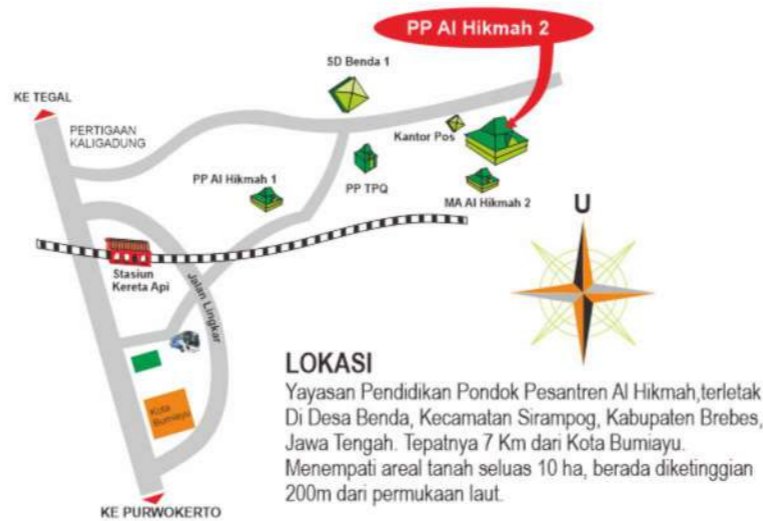 PP Al Hikmah 2
SD Benda 1
KE TEGAL
PERTIGAAN
KALIGADUNG
Kantor Pos
PP Al Hikmah 1
PP TPQ
MA Al Hikmah 2
U
Stasiun
Kereta Api
Jalan Lingkar
Kota
Bumiayu
KE PURWOKERTO
LOKASI
Yayasan Pendidikan Pondok Pesantren Al Hikmah,terletak
Di Desa Benda, Kecamatan Sirampog, Kabupaten Brebes,
Jawa Tengah. Tepatnya 7 Km dari Kota Bumiayu.
Menempati areal tanah seluas 10 ha, berada diketinggian
200m dari permukaan laut.